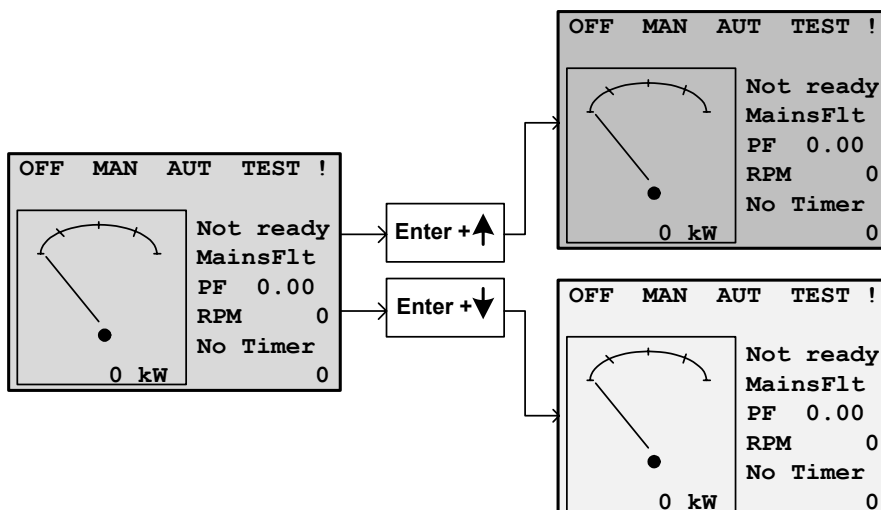 OFF MAN AUT TEST !
Not ready
MainsFlt
PF 0.00
RPM 0
No Timer
0 kW 0
Enter +
Enter +
OFF MAN AUT TEST !
Not ready
MainsFlt
PF 0.00
RPM 0
No Timer
0 kW 0
OFF MAN AUT TEST !
Not ready
MainsFlt
PF 0.00
RPM 0
No Timer
0 kW 0